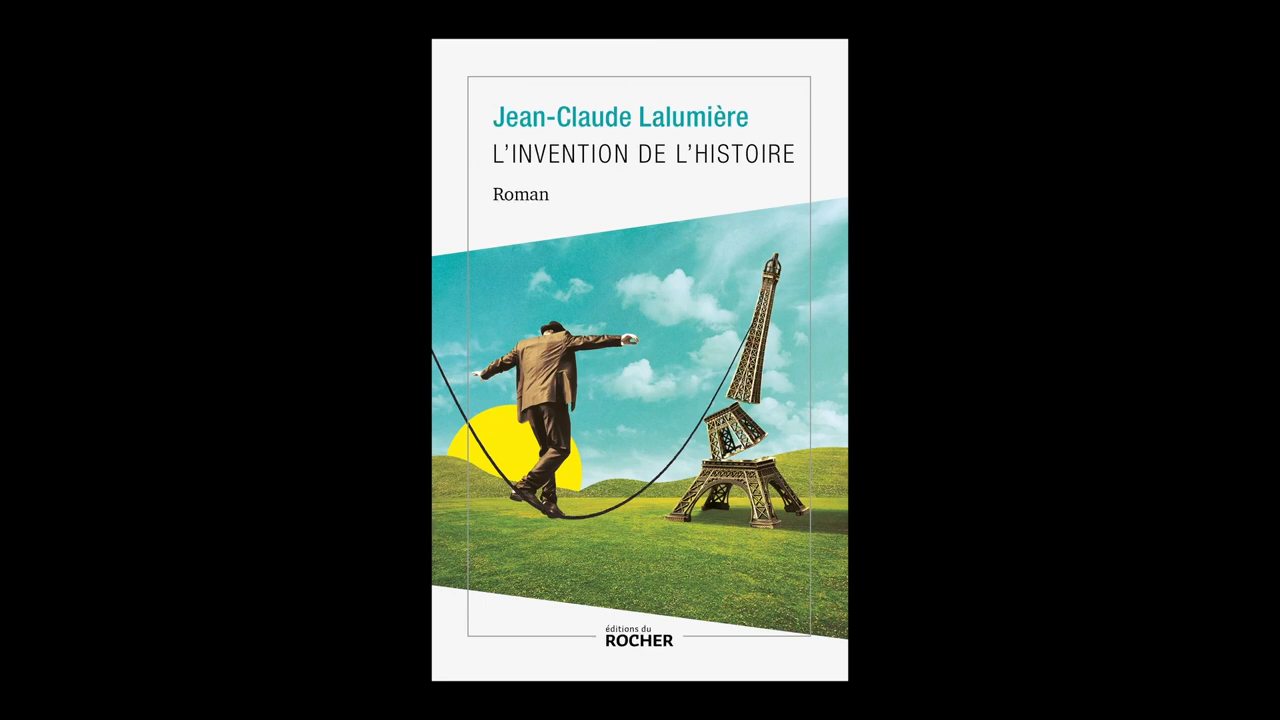 Jean-Claude Lalumière
L’INVENTION DE L’HISTOIRE
Roman
éditions du
ROCHER